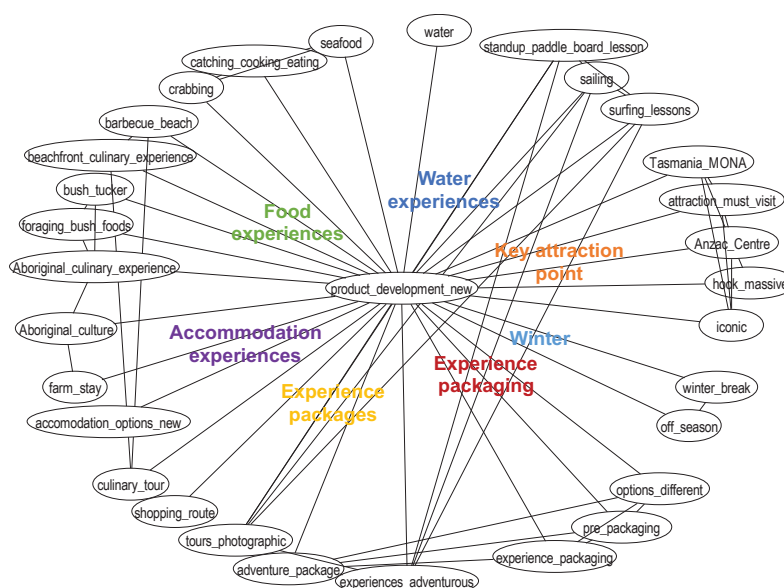 water
seafood
standup_paddle_board_lesson
catching_cooking_eating
sailing
crabbing
surfing_lessons
barbecue_beach
beachfront_culinary_experience
Tasmania_MONA
Water
experiences
bush_tucker
attraction_must_visit
Food
experiences
foraging_bush_foods
Anzac_Centre
Key attraction
point
Aboriginal_culinary_experience
hook_massive
product_development_new
Aboriginal_culture
iconic
Accommodation
experiences
Winter
Experience
packaging
farm_stay
winter_break
Experience
packages
accomodation_options_new
off_season
culinary_tour
options_different
shopping_route
pre_packaging
tours_photographic
experience_packaging
adventure_package
experiences_adventurous